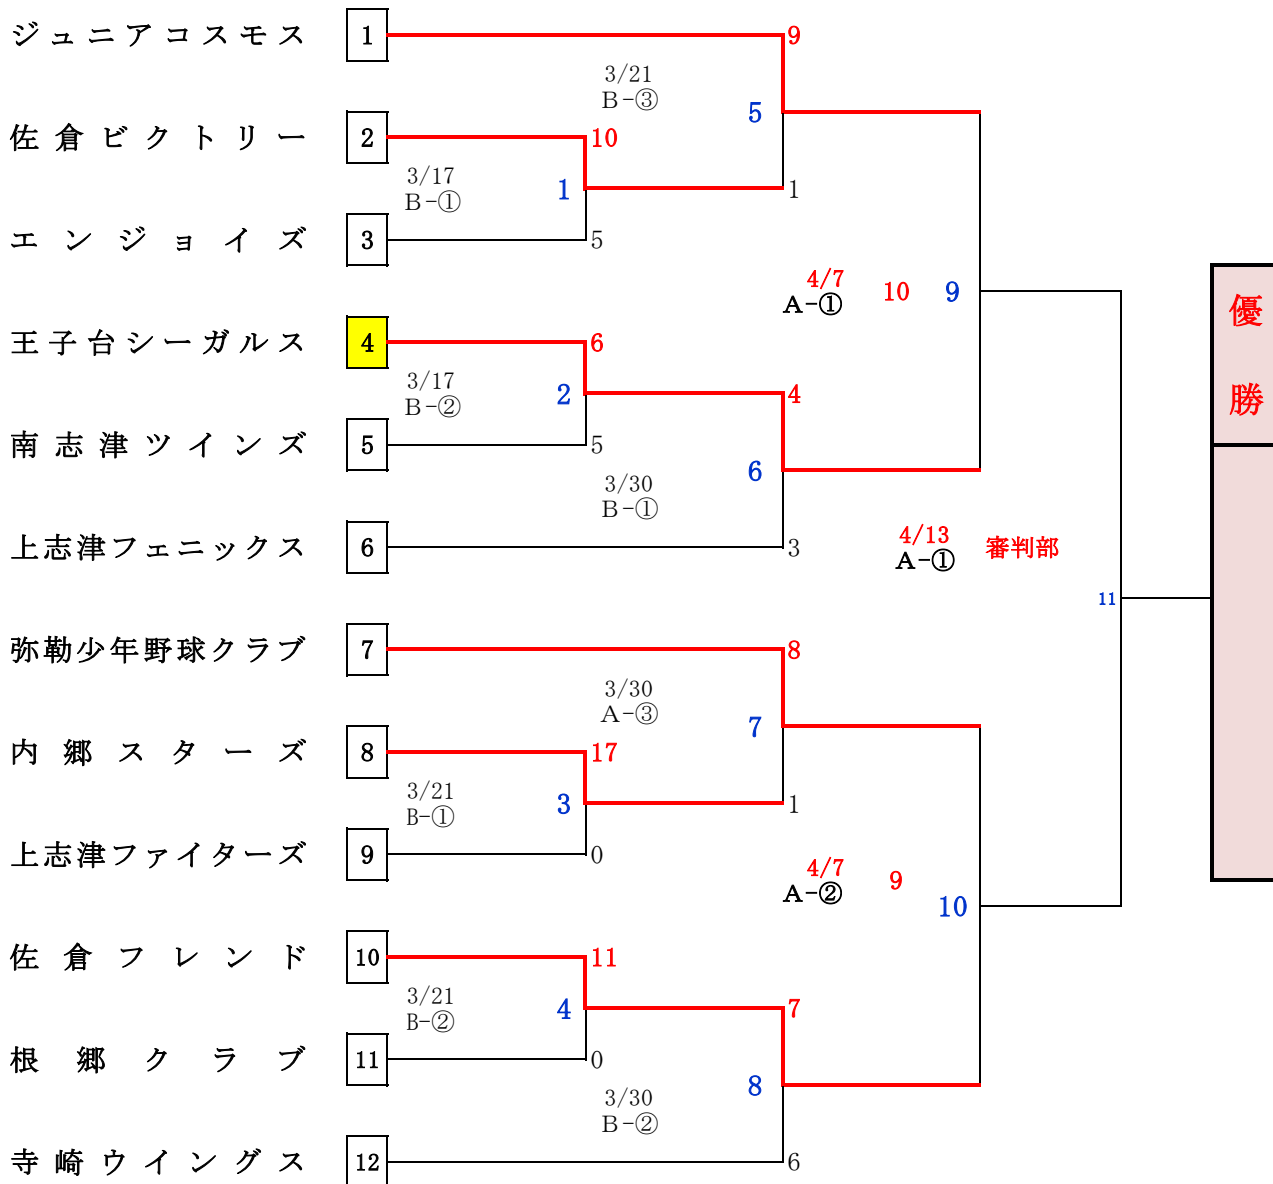 ジュニアコスモス 1 9
3/21
B-③ 5
佐倉ビクトリー 2 10
3/17
B-① 1 1
エンジョイズ 3 5
4/7
A-① 10 9
王子台シーガルス 4 6
3/17
B-② 2 4
南志津ツインズ 5 5
3/30
B-① 6
上志津フェニックス 6 3
4/13
A-① 審判部
11
優
勝
弥勒少年野球クラブ 7 8
3/30
A-③ 7
内郷スターズ 8 17
3/21
B-① 3 1
上志津ファイターズ 9 0
4/7
A-② 9 10
佐倉フレンド 10 11
3/21
B-② 4 7
根郷クラブ 11 0
3/30
B-② 8
寺崎ウイングス 12 6